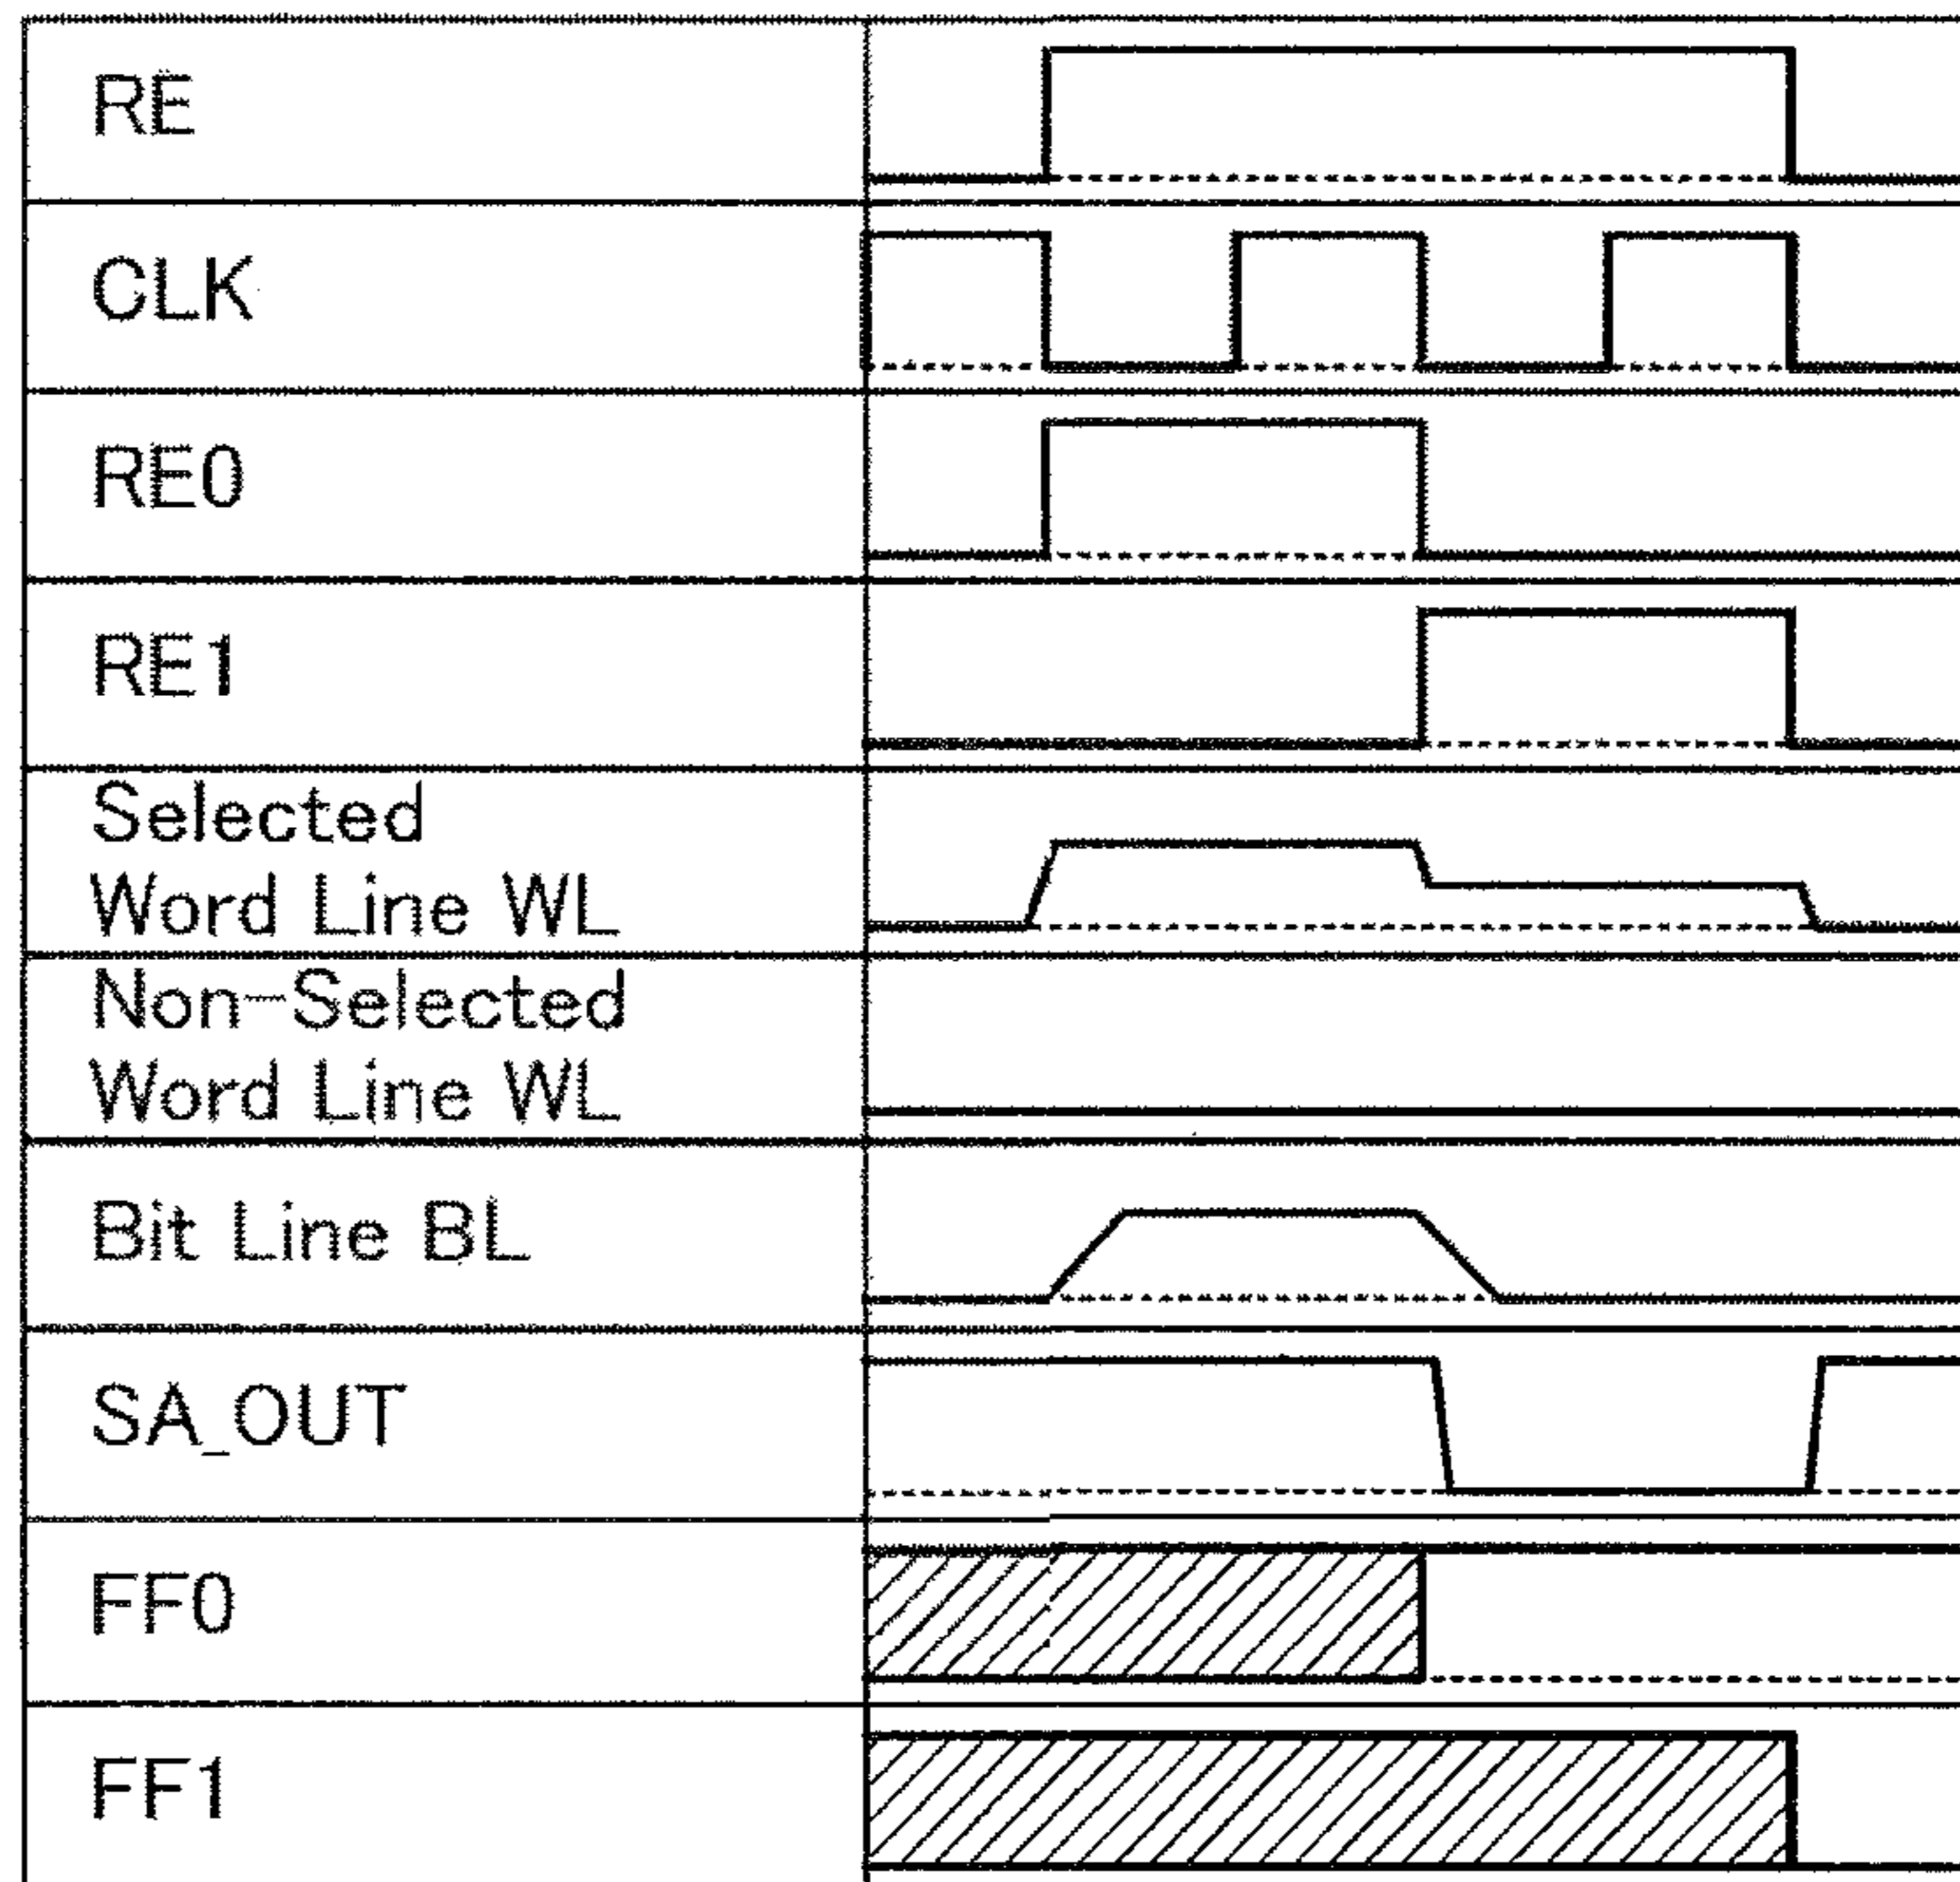 RE
CLK
RE0
RE1
Selected
Word Line WL
Non-Selected
Word Line WL
Bit Line BL
SA_OUT
FF0
FF1